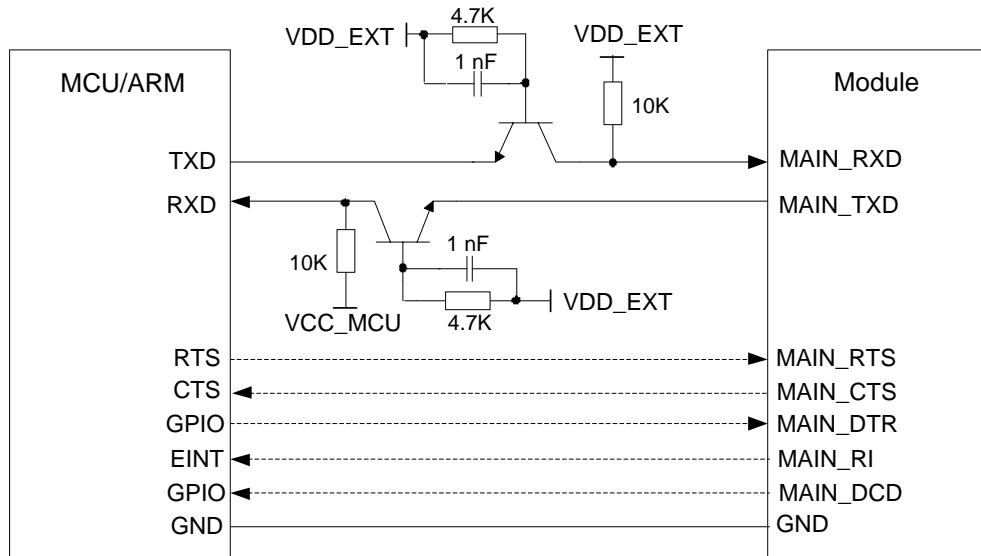 4.7K
VDD_EXT
VDD_EXT
1 nF
MCU/ARM
Module
10K
TXD
MAIN_RXD
RXD
MAIN_TXD
1 nF
10K
VDD_EXT
VCC_MCU
4.7K
RTS
MAIN_RTS
CTS
MAIN_CTS
GPIO
MAIN_DTR
EINT
MAIN_RI
GPIO
MAIN_DCD
GND
GND